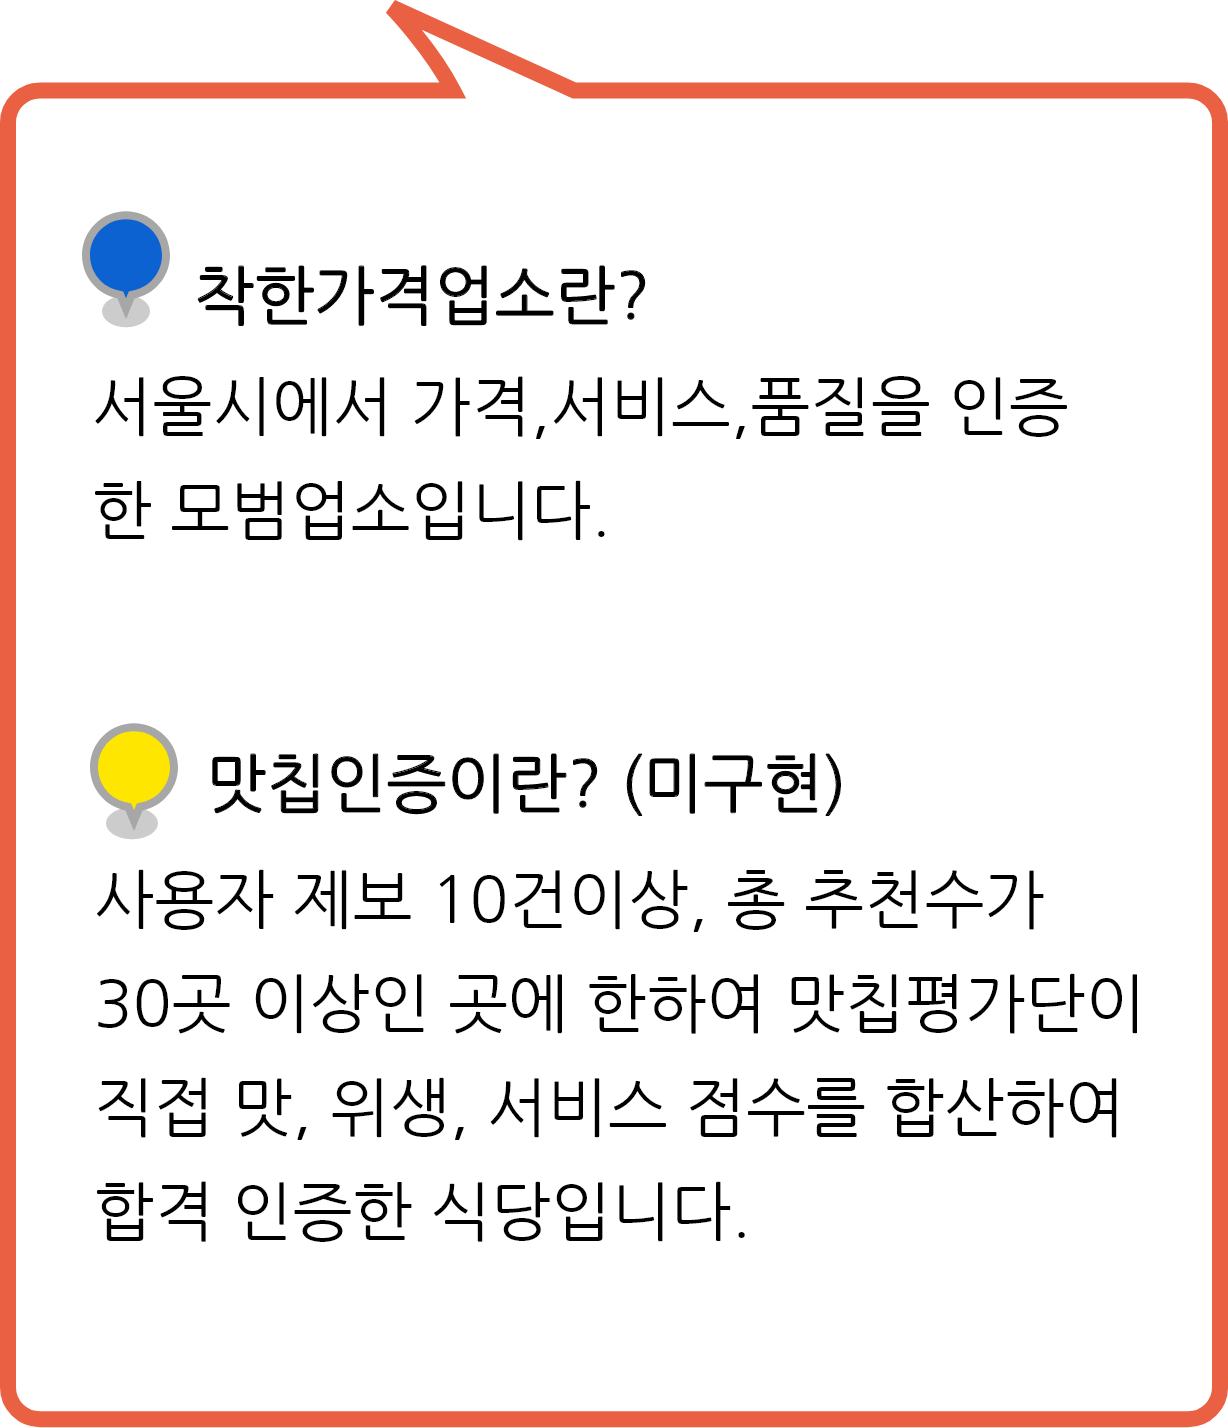 착한가격업소란?
서울시에서 가격,서비스,품질을 인증
한 모범업소입니다.
맛칩인증이란? (미구현)
사용자 제보 10건이상, 총 추천수가
30곳 이상인 곳에 한하여 맛칩평가단이
직접 맛, 위생, 서비스 점수를 합산하여
합격 인증한 식당입니다.